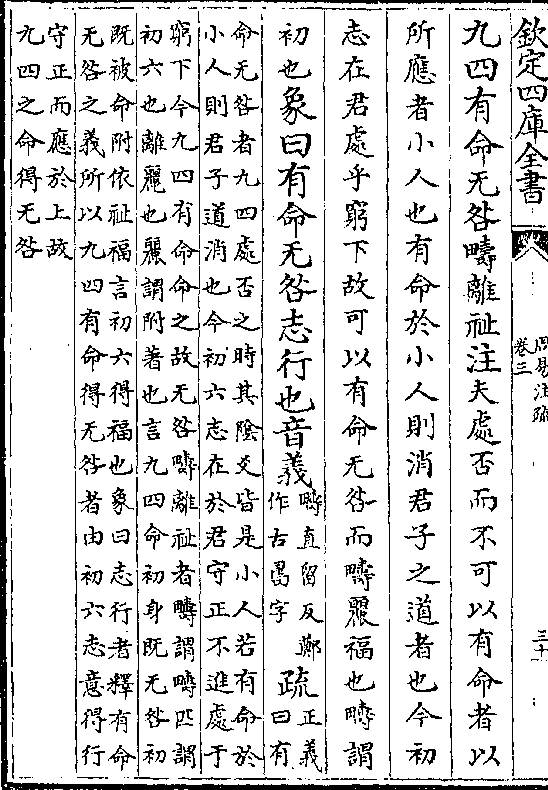 欽定四庫全書
周易注疏
卷三
九四有命无咎疇離祉注夫處否而不可以有命者以
所應者小人也有命於小人則消君子之道者也今初
志在君處乎窮下故可以有命无咎而疇麗福也疇謂
初也象曰有命无咎志行也音義
疇直留反鄭
作古字
疏
正義
曰有
命无咎者九四處否之時其陰爻皆是小人若有命於
小人則君子道消也今初六志在於君守正不進處于
窮下今九四有命命之故无咎疇離祉者疇謂疇匹謂
初六也離麗也麗謂附著也言九四命初身既无咎初
既被命附依祉福言初六得福也象曰志行者釋有命
无咎之義所以九四有命得无咎者由初六志意得行
守正而應於上故
九四之命得无咎